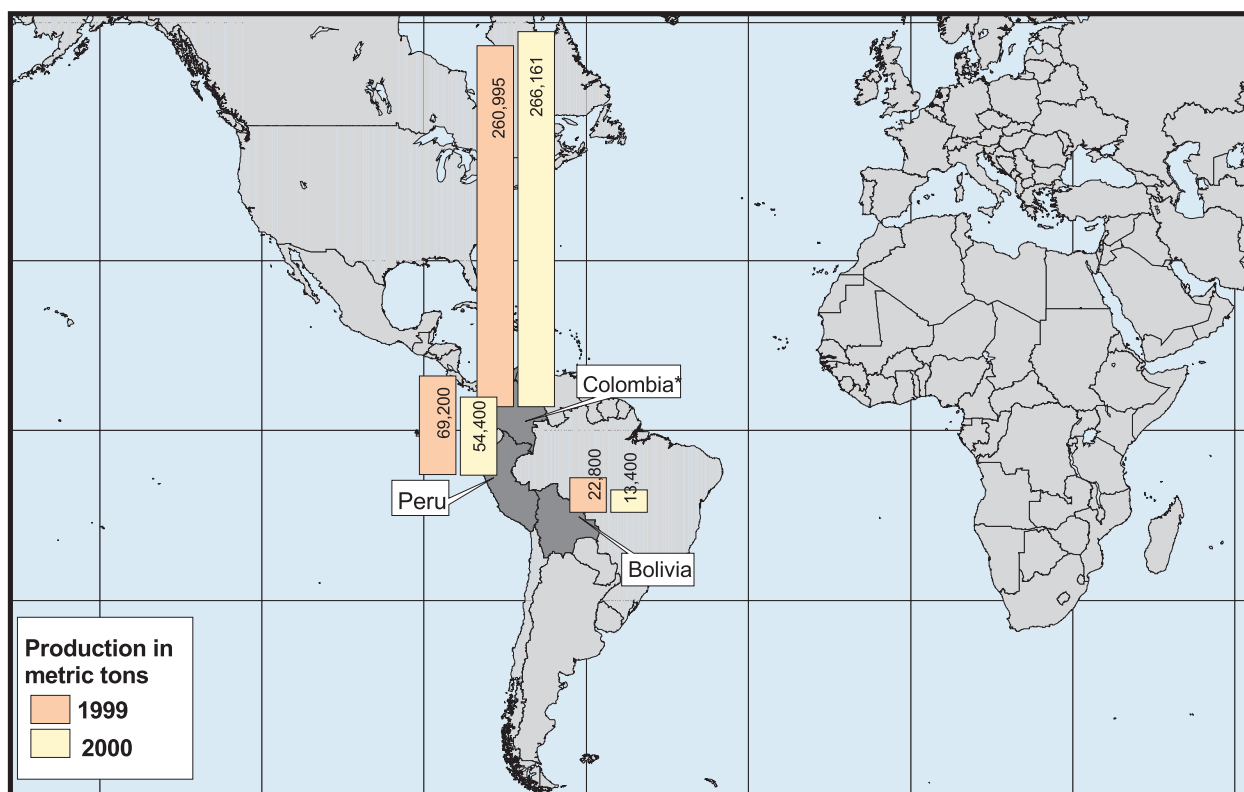 260,995
266,161
Colombia*
69,200
54,400
22,800
13,400
Peru
Bolivia
Production in
metric tons
1999
2000